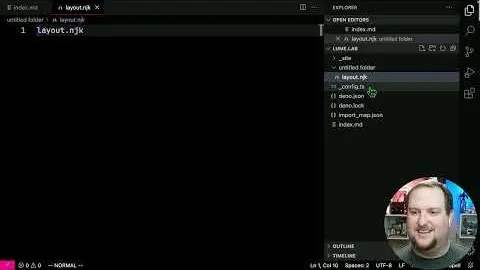 index.md
layout.njk
untitled folder > layout.njk
1 layout.njk
EXPLORER
OPEN EDITORS
index.md
layout.njk untitled folder
LUME.LAB
_site
untitled folder
layout.njk
_config.ts
deno.json
deno.lock
import_map.json
index.md
OUTLINE
TIMELINE
0 0 -- NORMAL --
Ln 1, Col 10 Spaces: 2 UTF-8 LF